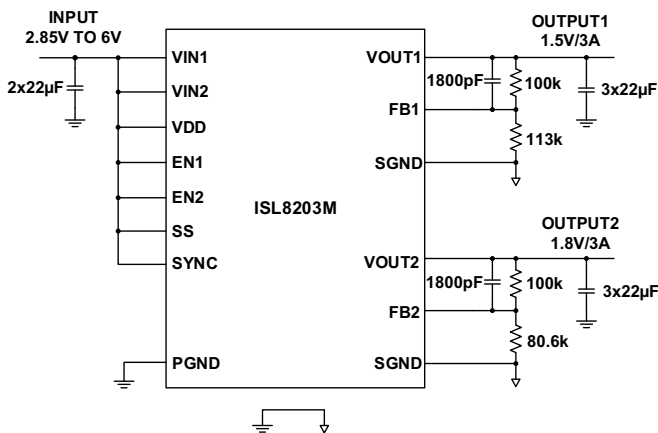 INPUT
2.85V TO 6V
2x22µF
VIN1
VIN2
VDD
EN1
EN2
SS
SYNC
PGND
ISL8203M
VOUT1
FB1
SGND
VOUT2
FB2
SGND
OUTPUT1
1.5V/3A
1800pF
100k
3x22µF
113k
OUTPUT2
1.8V/3A
1800pF
100k
3x22µF
80.6k